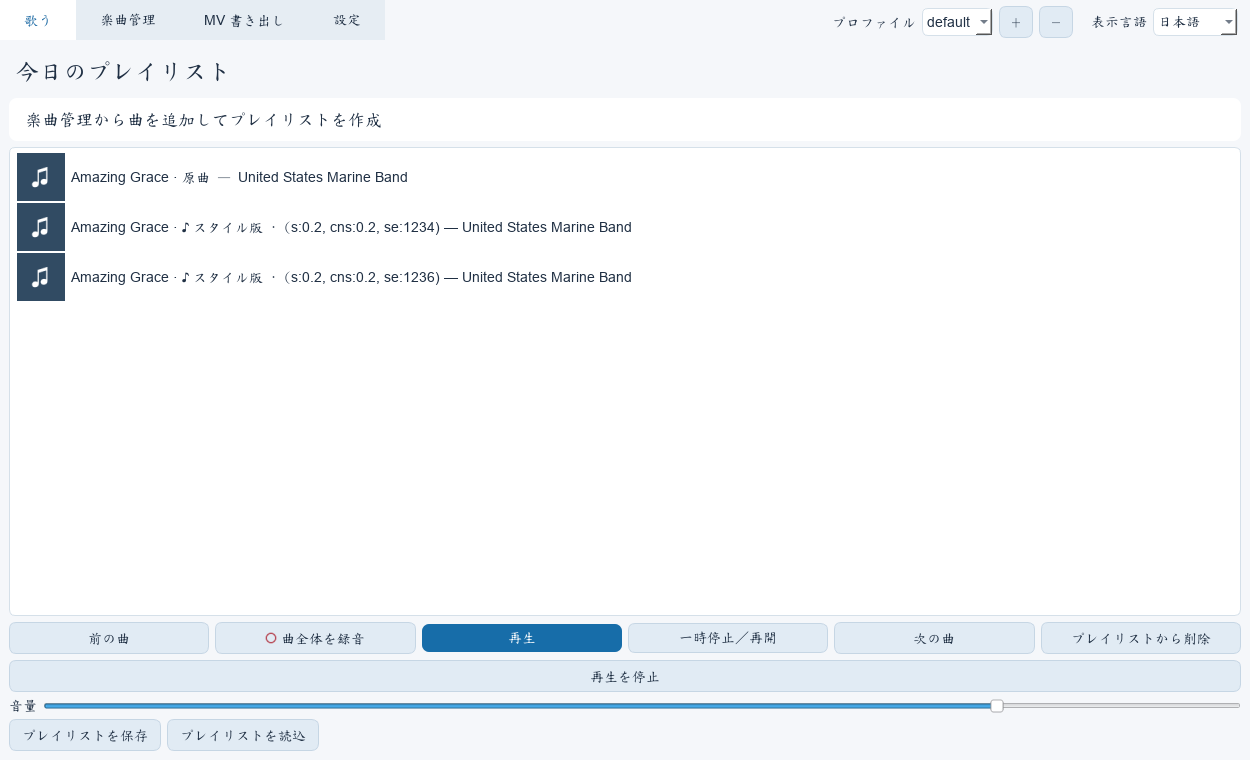 歌う 楽曲管理 MV 書き出し 設定 プロファイル default + − 表示言語 日本語
今日のプレイリスト
楽曲管理から曲を追加してプレイリストを作成
Amazing Grace · 原曲 — United States Marine Band
Amazing Grace · ♪ スタイル版 · (s:0.2, cns:0.2, se:1234) — United States Marine Band
Amazing Grace · ♪ スタイル版 · (s:0.2, cns:0.2, se:1236) — United States Marine Band
前の曲 曲全体を録音 再生 一時停止／再開 次の曲 プレイリストから削除
再生を停止
音量
プレイリストを保存 プレイリストを読込